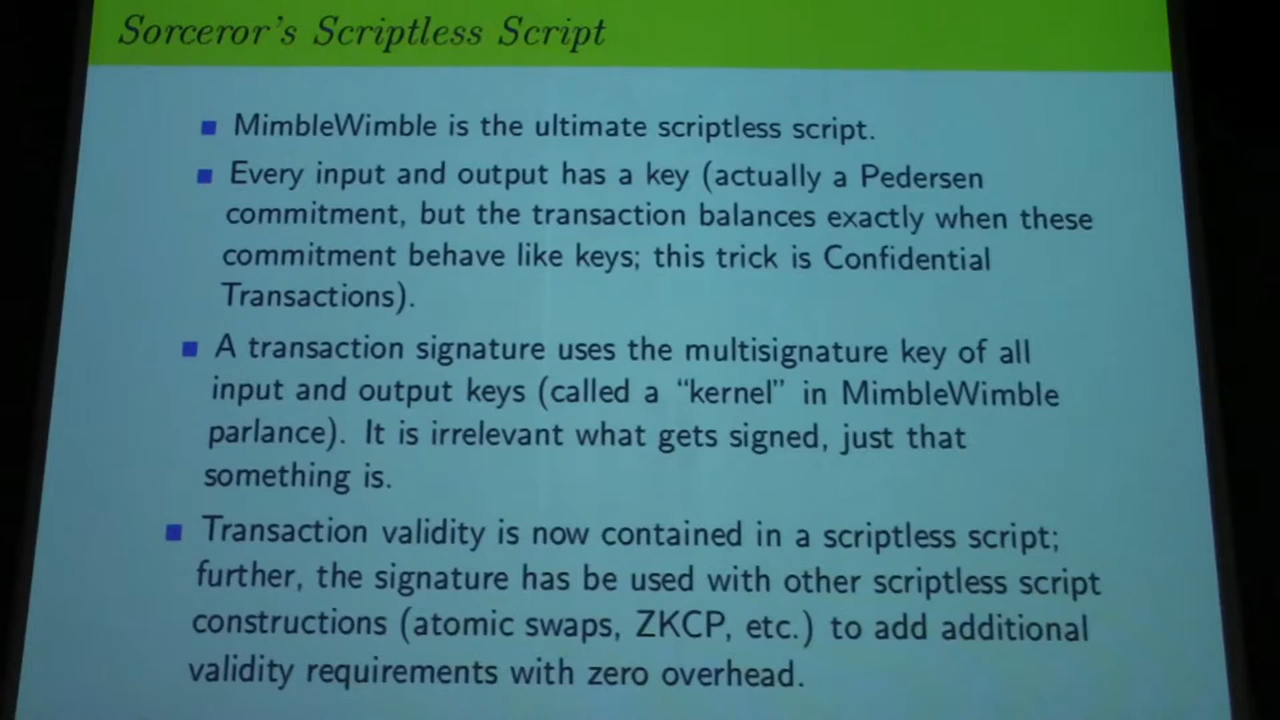 Sorceror's Scriptless Script
MimbleWimble is the ultimate scriptless script.
Every input and output has a key (actually a Pedersen
commitment, but the transaction balances exactly when these
commitment behave like keys; this trick is Confidential
Transactions).
A transaction signature uses the multisignature key of all
input and output keys (called a “kernel” in MimbleWimble
parlance). It is irrelevant what gets signed, just that
something is.
Transaction validity is now contained in a scriptless script;
further, the signature has be used with other scriptless script
constructions (atomic swaps, ZKCP, etc.) to add additional
validity requirements with zero overhead.